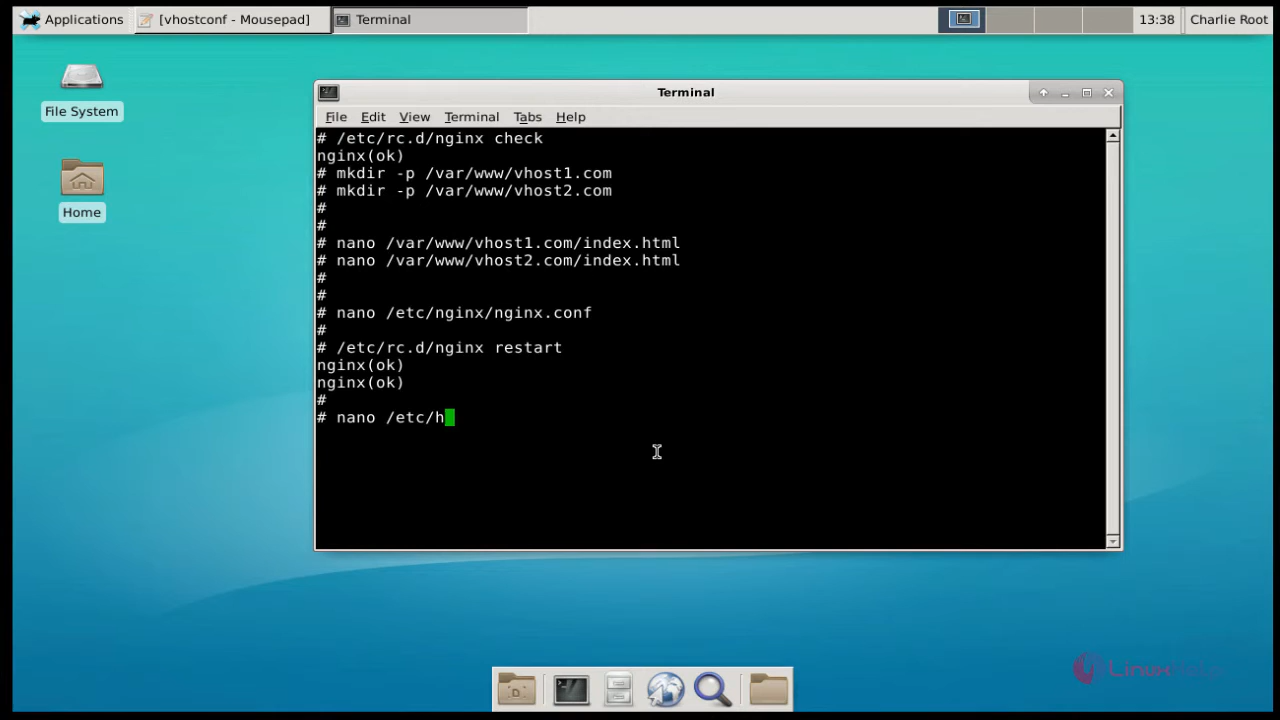 Applications
[vhostconf - Mousepad]
Terminal
13:38
Charlie Root
File System
Home
Terminal
File Edit View Terminal Tabs Help
# /etc/rc.d/nginx check
nginx(ok)
# mkdir -p /var/www/vhost1.com
# mkdir -p /var/www/vhost2.com
#
#
# nano /var/www/vhost1.com/index.html
# nano /var/www/vhost2.com/index.html
#
#
# nano /etc/nginx/nginx.conf
#
# /etc/rc.d/nginx restart
nginx(ok)
nginx(ok)
#
# nano /etc/h
LinuxHelp